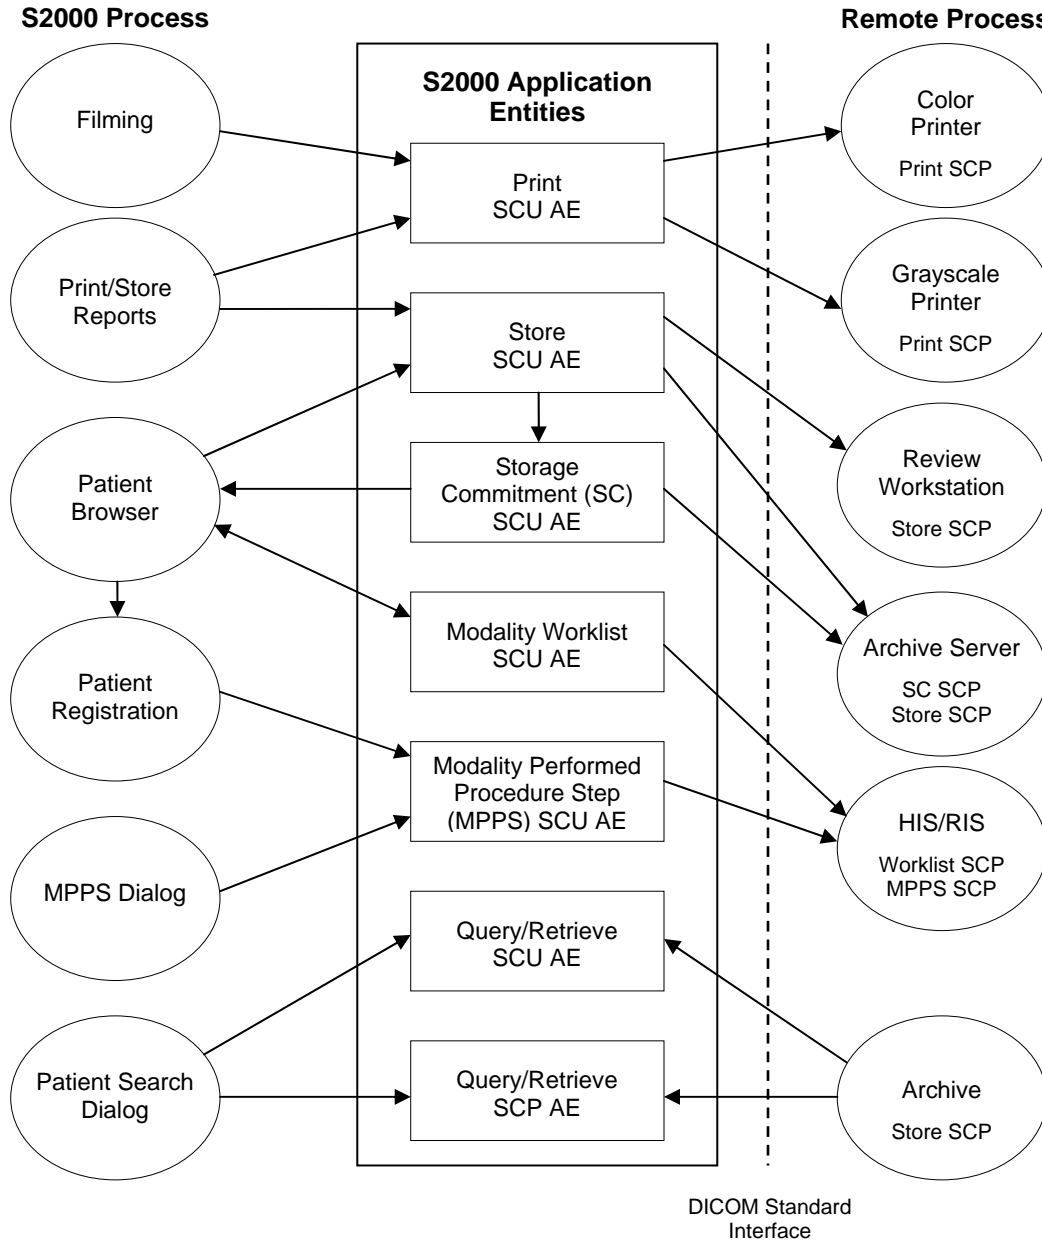 S2000 Process
Remote Process
S2000 Application
Entities
Filming
Print
SCU AE
Color
Printer
Print SCP
Print/Store
Reports
Store
SCU AE
Grayscale
Printer
Print SCP
Patient
Browser
Storage
Commitment (SC)
SCU AE
Review
Workstation
Store SCP
Patient
Registration
Modality Worklist
SCU AE
Archive Server
SC SCP
Store SCP
MPPS Dialog
Modality Performed
Procedure Step
(MPPS) SCU AE
HIS/RIS
Worklist SCP
MPPS SCP
Query/Retrieve
SCU AE
Patient Search
Dialog
Query/Retrieve
SCP AE
Archive
Store SCP
DICOM Standard
Interface